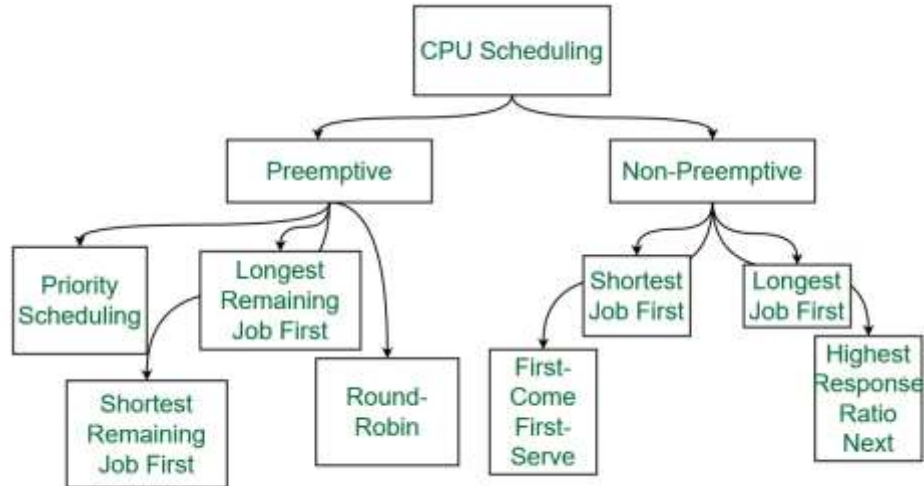 CPU Scheduling
Preemptive
Non-Preemptive
Priority
Scheduling
Longest
Remaining
Job First
Shortest
Job First
Longest
Job First
Shortest
Remaining
Job First
Round-
Robin
First-
Come
First-
Serve
Highest
Response
Ratio
Next